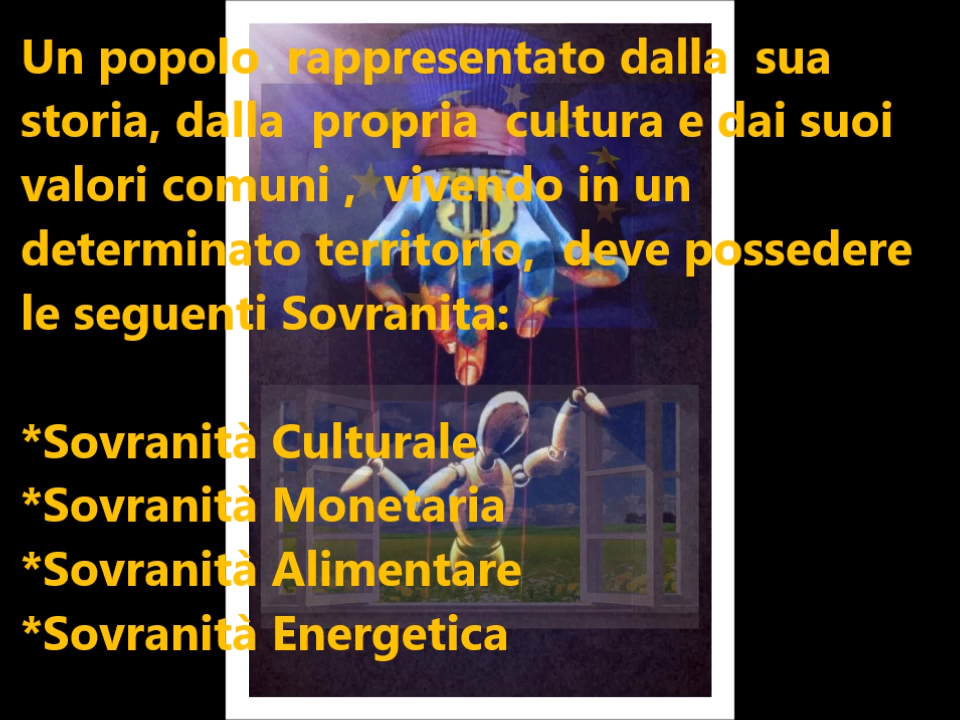 Un popolo rappresentato dalla sua
storia, dalla propria cultura e dai suoi
valori comuni , vivendo in un
determinato territorio, deve possedere
le seguenti Sovranita:
*Sovranità Culturale
*Sovranità Monetaria
*Sovranità Alimentare
*Sovranità Energetica